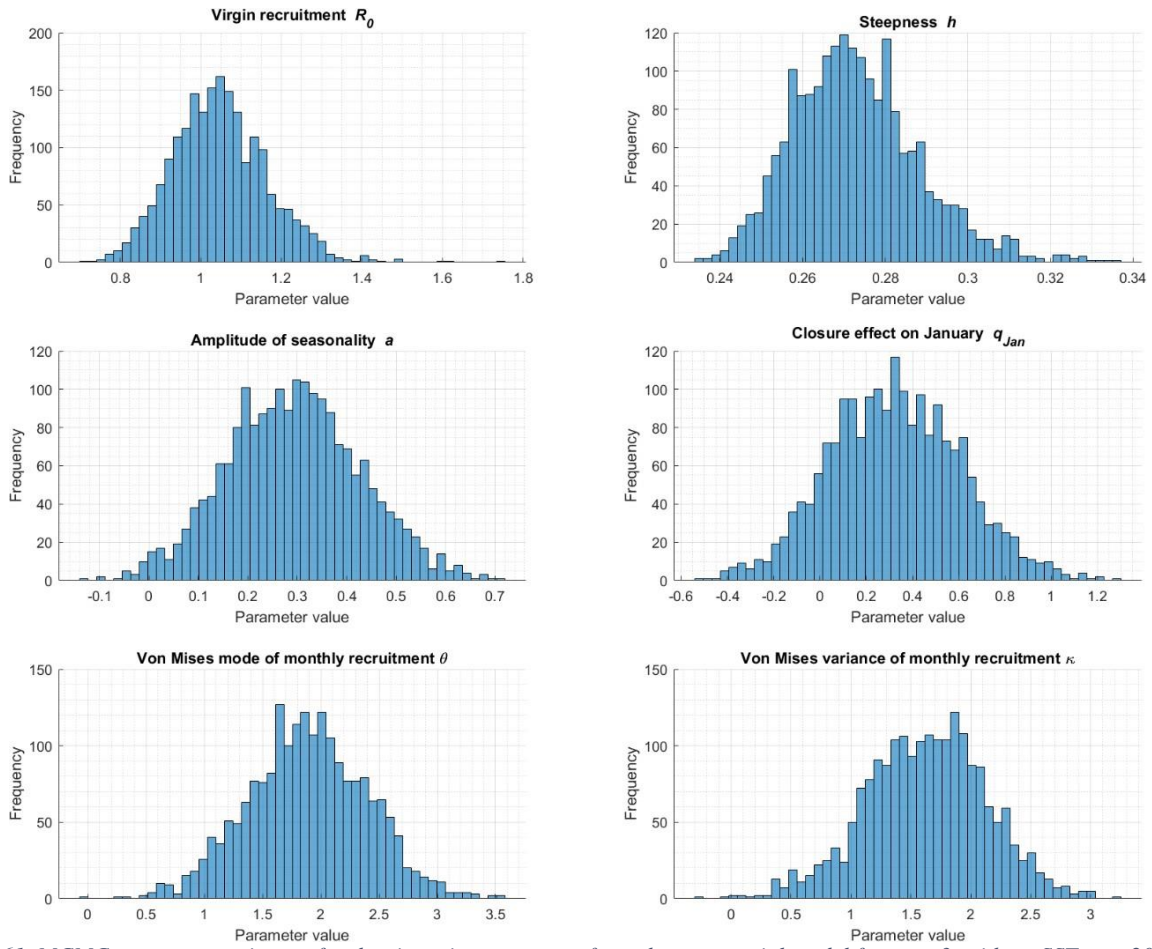 Virgin recruitment R0
200
150
100
50
0
Frequency
0.8 1 1.2 1.4 1.6 1.8
Parameter value
Steepness h
120
100
80
60
40
20
0
Frequency
0.24 0.26 0.28 0.3 0.32 0.34
Parameter value
Amplitude of seasonality a
120
100
80
60
40
20
0
Frequency
-0.1 0 0.1 0.2 0.3 0.4 0.5 0.6 0.7
Parameter value
Closure effect on January qJan
120
100
80
60
40
20
0
Frequency
-0.6 -0.4 -0.2 0 0.2 0.4 0.6 0.8 1 1.2
Parameter value
Von Mises mode of monthly recruitment θ
150
100
50
0
Frequency
0 0.5 1 1.5 2 2.5 3 3.5
Parameter value
Von Mises variance of monthly recruitment κ
150
100
50
0
Frequency
0 0.5 1 1.5 2 2.5 3
Parameter value